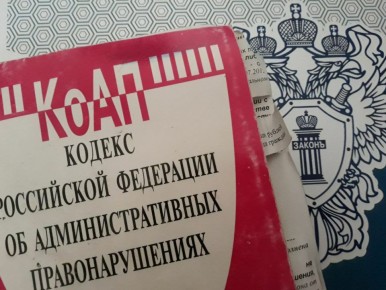 КоАП
КОДЕКС
РОССИЙСКОЙ ФЕДЕРАЦИИ
ОБ АДМИНИСТРАТИВНЫХ
ПРАВОНАРУШЕНИЯХ
ЗАКОНЪ